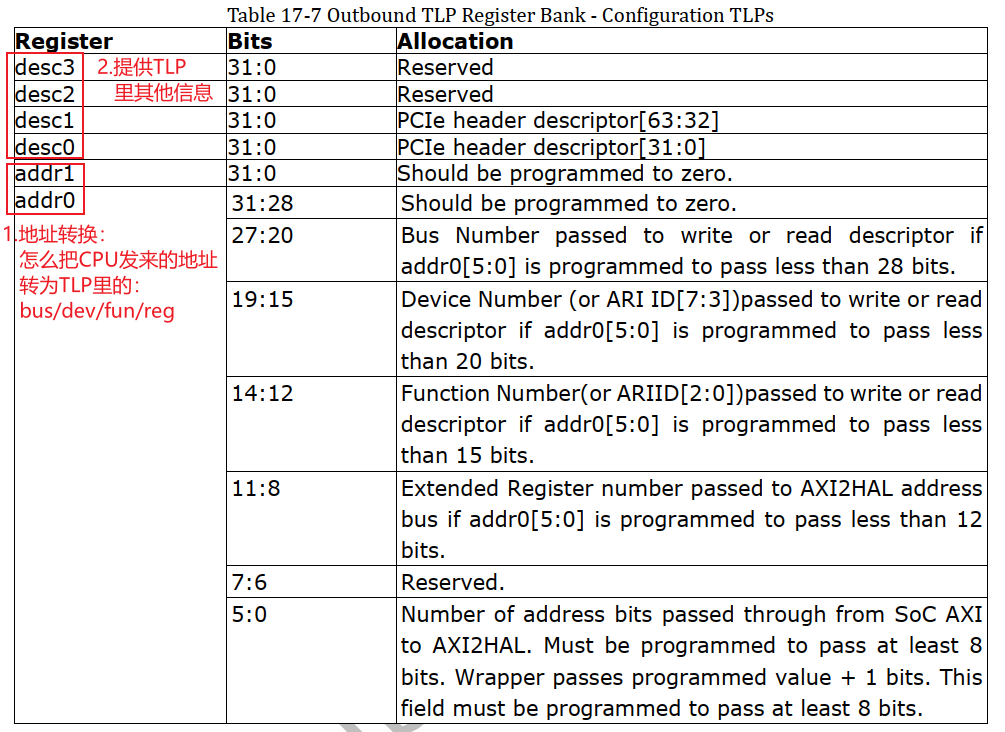 Table 17-7 Outbound TLP Register Bank - Configuration TLPs
Register Bits Allocation
desc3 31:0 Reserved
desc2 31:0 Reserved
desc1 31:0 PCIe header descriptor[63:32]
desc0 31:0 PCIe header descriptor[31:0]
addr1 31:0 Should be programmed to zero.
addr0 31:28 Should be programmed to zero.
2.提供TLP
里其他信息
1.地址转换：
怎么把CPU发来的地址
转为TLP里的：
bus/dev/fun/reg
27:20 Bus Number passed to write or read descriptor if
addr0[5:0] is programmed to pass less than 28 bits.
19:15 Device Number (or ARI ID[7:3])passed to write or read
descriptor if addr0[5:0] is programmed to pass less
than 20 bits.
14:12 Function Number(or ARIID[2:0])passed to write or read
descriptor if addr0[5:0] is programmed to pass less
than 15 bits.
11:8 Extended Register number passed to AXI2HAL address
bus if addr0[5:0] is programmed to pass less than 12
bits.
7:6 Reserved.
5:0 Number of address bits passed through from SoC AXI
to AXI2HAL. Must be programmed to pass at least 8
bits. Wrapper passes programmed value + 1 bits. This
field must be programmed to pass at least 8 bits.